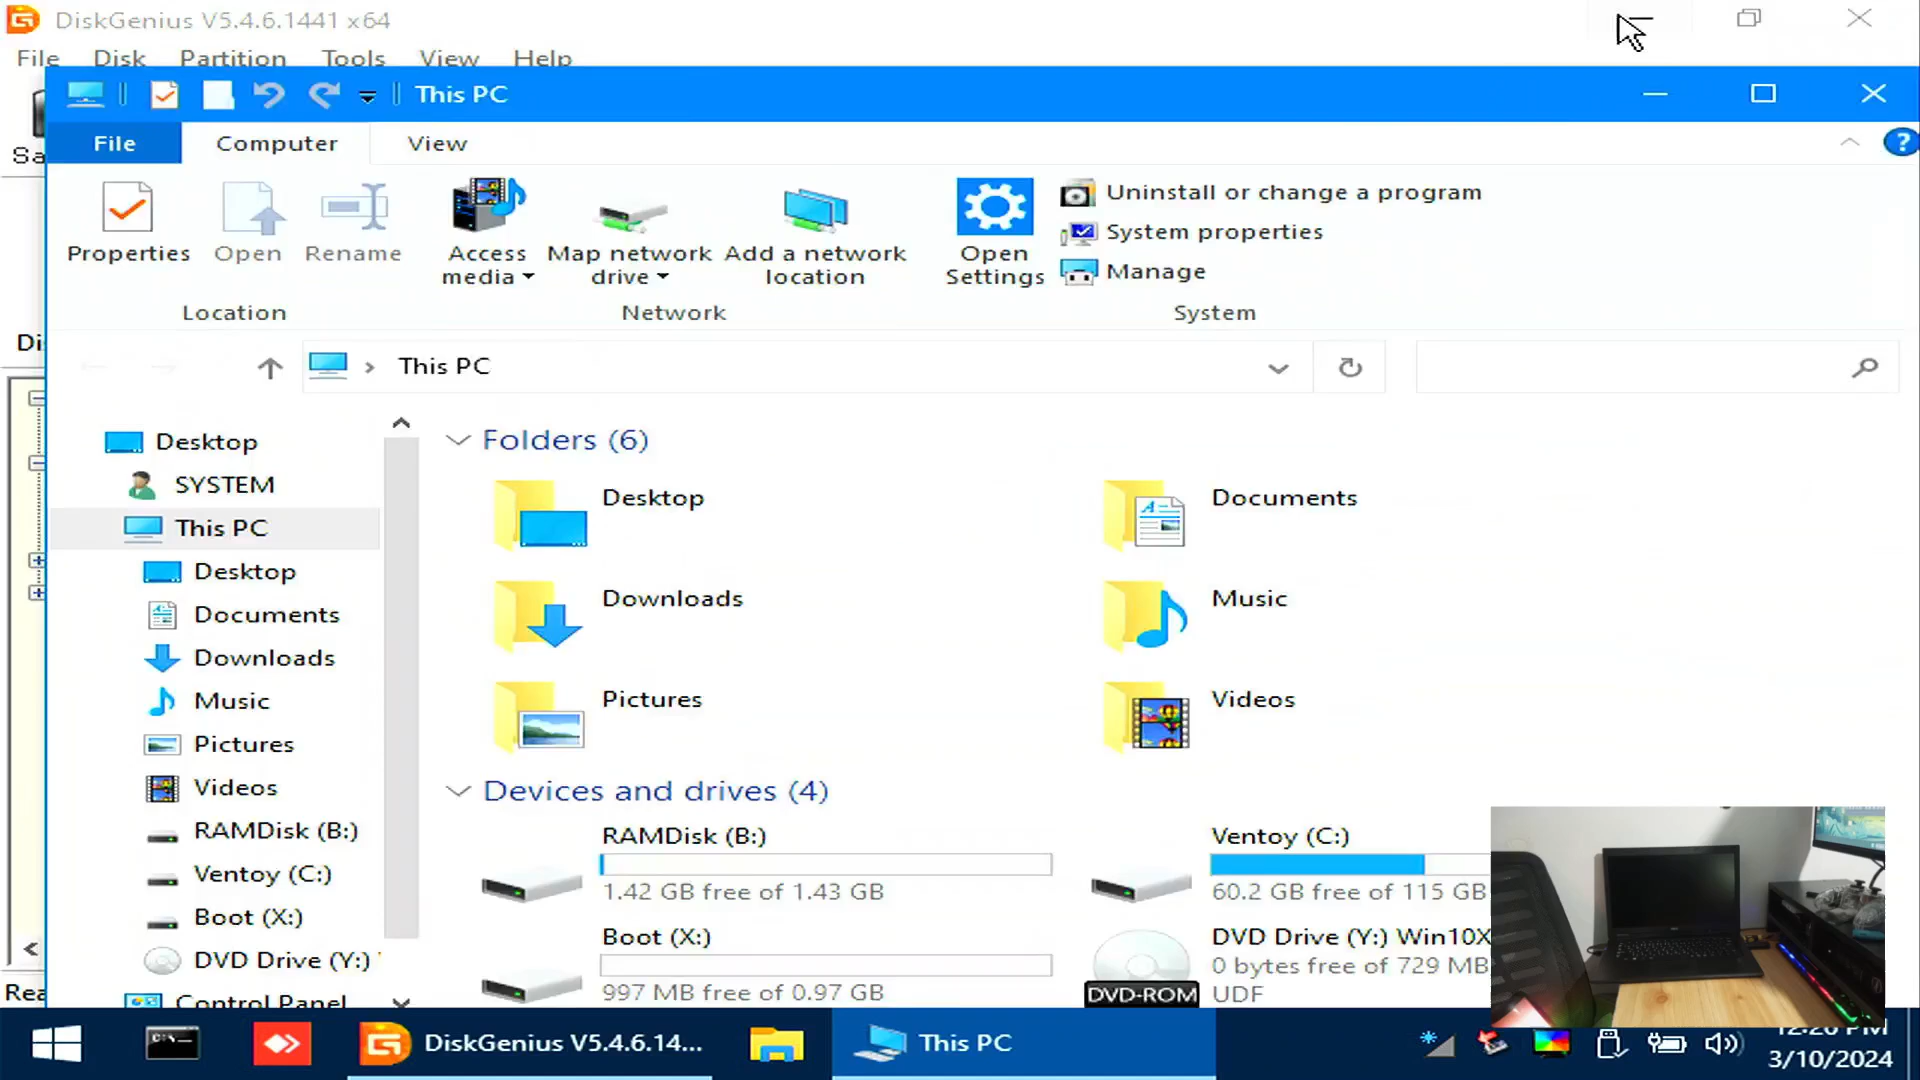 DiskGenius V5.4.6.1441 x64
File Disk Partition Tools View Help
This PC
File Computer View
Sa
Properties Open Rename
Access media
Map network drive
Add a network location
Open Settings
Uninstall or change a program
System properties
Manage
Location Network System
Di
This PC
Desktop
SYSTEM
This PC
Desktop
Documents
Downloads
Music
Pictures
Videos
RAMDisk (B:)
Ventoy (C:)
Boot (X:)
DVD Drive (Y:)
Control Panel
Folders (6)
Desktop
Documents
Downloads
Music
Pictures
Videos
Devices and drives (4)
RAMDisk (B:)
1.42 GB free of 1.43 GB
Ventoy (C:)
60.2 GB free of 115 GB
Boot (X:)
997 MB free of 0.97 GB
DVD Drive (Y:) Win10X
0 bytes free of 729 MB
UDF
DVD-ROM
Rea
DiskGenius V5.4.6.14...
This PC
12:26 PM
3/10/2024